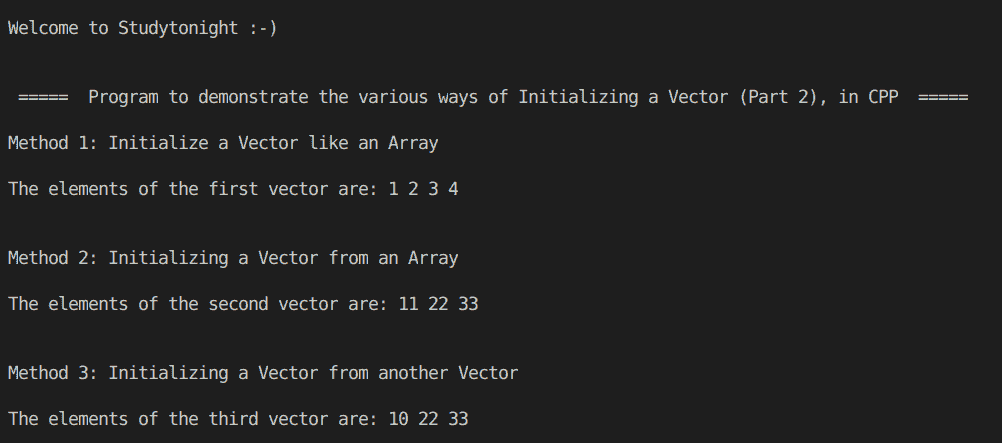 Welcome to Studytonight :-)
===== Program to demonstrate the various ways of Initializing a Vector (Part 2), in CPP =====
Method 1: Initialize a Vector like an Array
The elements of the first vector are: 1 2 3 4
Method 2: Initializing a Vector from an Array
The elements of the second vector are: 11 22 33
Method 3: Initializing a Vector from another Vector
The elements of the third vector are: 10 22 33